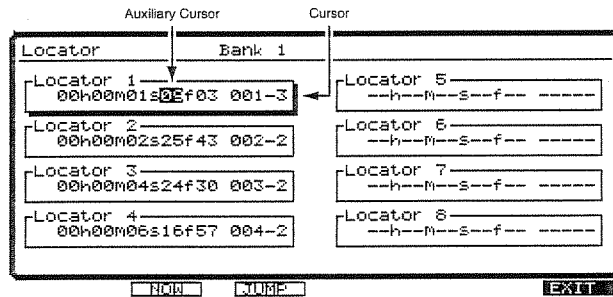 Auxiliary Cursor
Cursor
Locator Bank 1
Locator 1
00h00m01s08f03 001-3
Locator 2
00h00m02s25f43 002-2
Locator 3
00h00m04s24f30 003-2
Locator 4
00h00m06s16f57 004-2
Locator 5
--h--m--s--f-- -----
Locator 6
--h--m--s--f-- -----
Locator 7
--h--m--s--f-- -----
Locator 8
--h--m--s--f-- -----
NOW JUMP EXIT